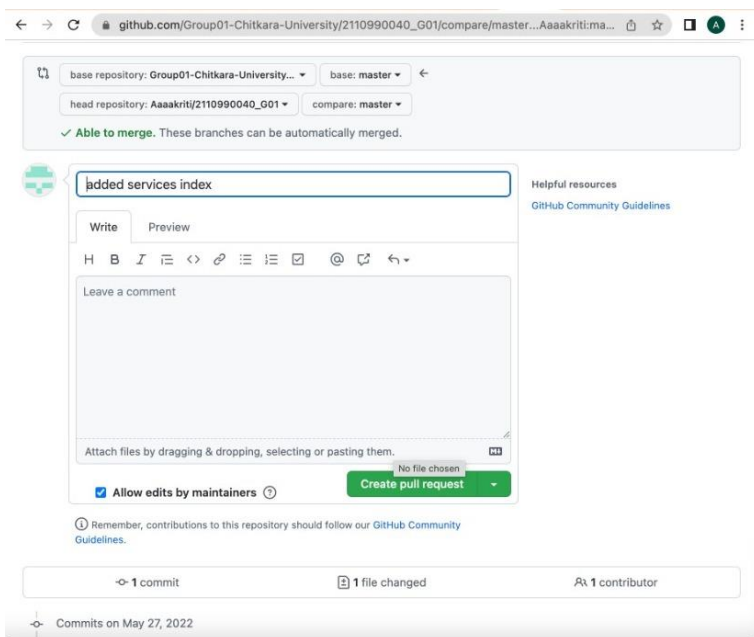 github.com/Group01-Chitkara-University/2110990040_G01/compare/master...Aaaakriti:ma... A
base repository: Group01-Chitkara-University... base: master
head repository: Aaaakriti/2110990040_G01 compare: master
Able to merge. These branches can be automatically merged.
added services index
Helpful resources
GitHub Community Guidelines
Write Preview
H B I
Leave a comment
Attach files by dragging & dropping, selecting or pasting them.
No file chosen
Allow edits by maintainers
Create pull request
Remember, contributions to this repository should follow our GitHub Community
Guidelines.
1 commit 1 file changed 1 contributor
Commits on May 27, 2022